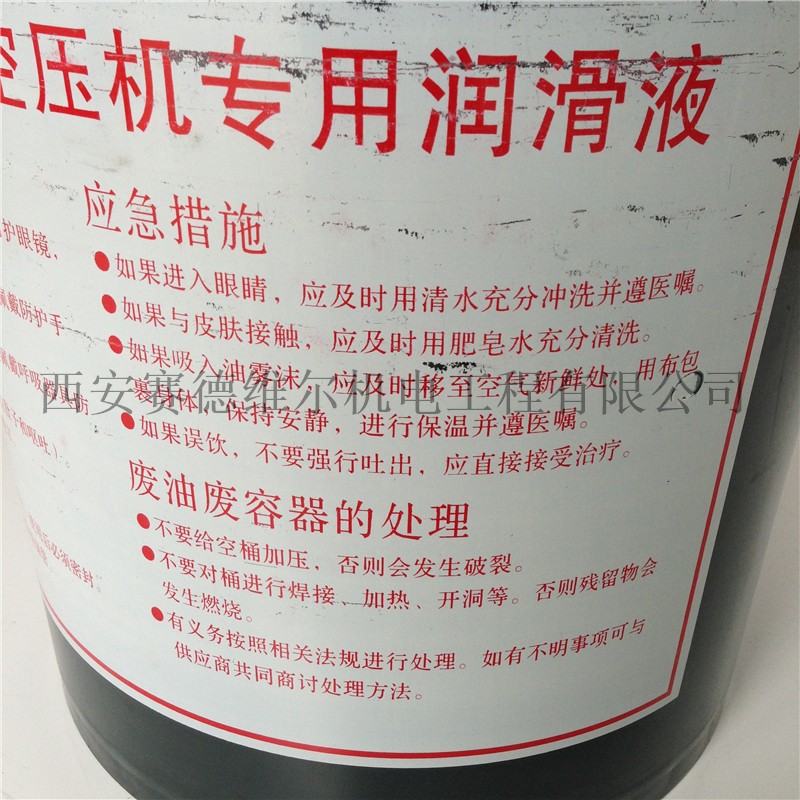 空压机专用润滑液
应急措施
护眼镜，
●如果进入眼睛，应及时用清水充分冲洗并遵医嘱。
戴防护手
●如果与皮肤接触，应及时用肥皂水充分清洗。
●如果吸入油雾沫，应及时移至空气新鲜处，用布包
裹身体，保持安静，进行保温并遵医嘱。
西安赛德维尔机电工程有限公司
●如果误饮，不要强行吐出，应直接接受治疗。
呕吐）。
废油废容器的处理
●不要给空桶加压，否则会发生破裂。
必须密封
●不要对桶进行焊接、加热、开洞等。否则残留物会
发生燃烧。
●有义务按照相关法规进行处理。如有不明事项可与
供应商共同商讨处理方法。